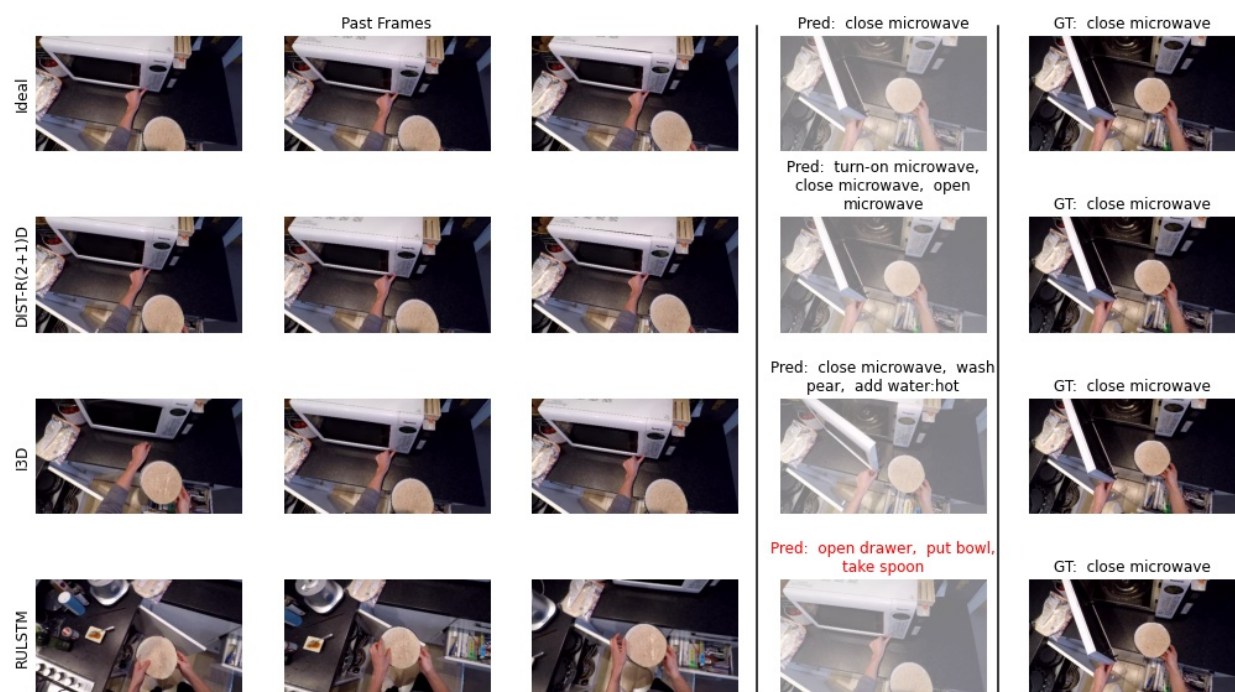 Past Frames
Pred: close microwave
GT: close microwave
Ideal
Pred: turn-on microwave,
close microwave, open
microwave
GT: close microwave
DIST-R(2+1)D
Pred: close microwave, wash
pear, add water:hot
GT: close microwave
I3D
Pred: open drawer, put bowl,
take spoon
GT: close microwave
RULSTM